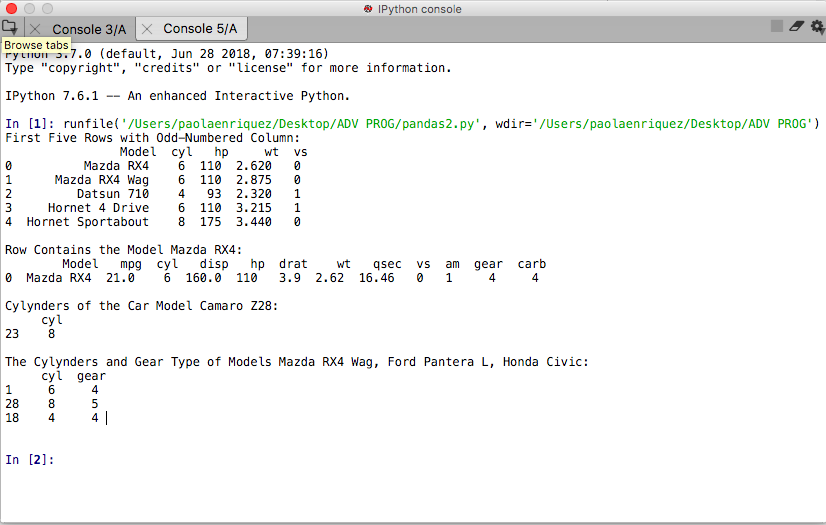 IPython console
Console 3/A Console 5/A
Browse tabs
Python 3.7.0 (default, Jun 28 2018, 07:39:16)
Type "copyright", "credits" or "license" for more information.
IPython 7.6.1 -- An enhanced Interactive Python.
In [1]: runfile('/Users/paolaenriquez/Desktop/ADV PROG/pandas2.py', wdir='/Users/paolaenriquez/Desktop/ADV PROG')
First Five Rows with Odd-Numbered Column:
Model cyl hp wt vs
0 Mazda RX4 6 110 2.620 0
1 Mazda RX4 Wag 6 110 2.875 0
2 Datsun 710 4 93 2.320 1
3 Hornet 4 Drive 6 110 3.215 1
4 Hornet Sportabout 8 175 3.440 0
Row Contains the Model Mazda RX4:
Model mpg cyl disp hp drat wt qsec vs am gear carb
0 Mazda RX4 21.0 6 160.0 110 3.9 2.62 16.46 0 1 4 4
Cylynders of the Car Model Camaro Z28:
cyl
23 8
The Cylynders and Gear Type of Models Mazda RX4 Wag, Ford Pantera L, Honda Civic:
cyl gear
1 6 4
28 8 5
18 4 4
In [2]: